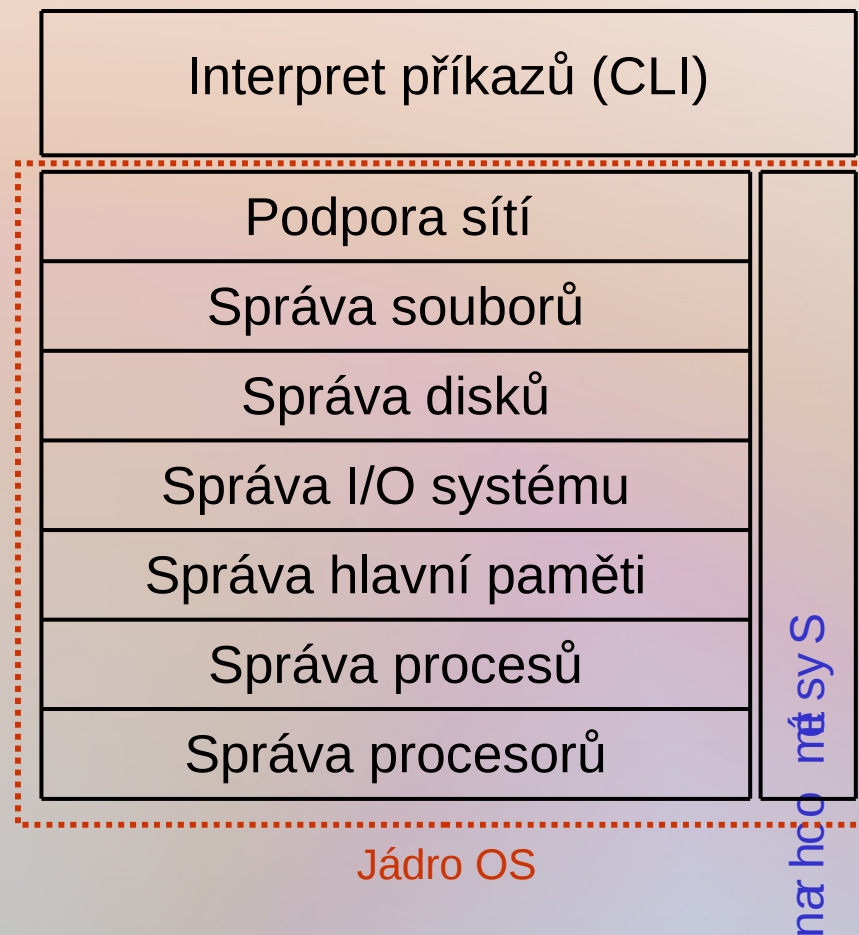 Interpret příkazů (CLI)
Podpora sítí
Správa souborů
Správa disků
Správa I/O systému
Správa hlavní paměti
Správa procesů
Správa procesorů
Jádro OS